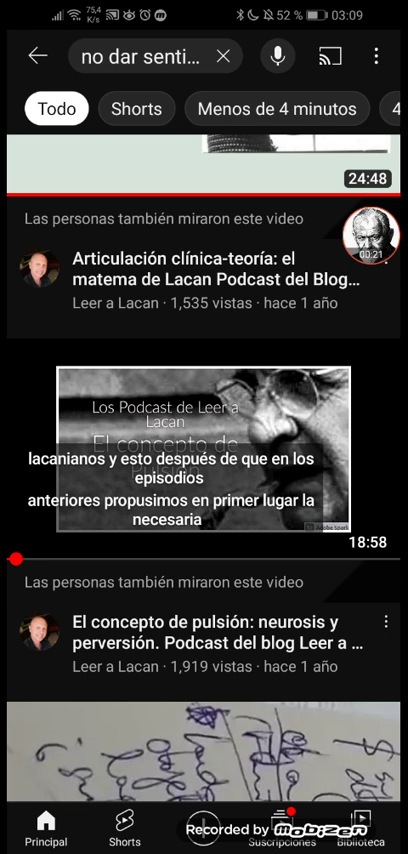 75,4
K/s
52 %
03:09
no dar senti...
Todo
Shorts
Menos de 4 minutos
4
24:48
Las personas también miraron este video
00:21
Articulación clínica-teoría: el
matema de Lacan Podcast del Blog...
Leer a Lacan · 1,535 vistas · hace 1 año
Los Podcast de Leer a
Lacan
El concepto de
Pulsión
lacanianos y esto después de que en los
episodios
anteriores propusimos en primer lugar la
necesaria
Adobe Spark
18:58
Las personas también miraron este video
El concepto de pulsión: neurosis y
perversión. Podcast del blog Leer a ...
Leer a Lacan · 1,919 vistas · hace 1 año
Principal
Shorts
Recorded by mobizen
Suscripciones
Biblioteca